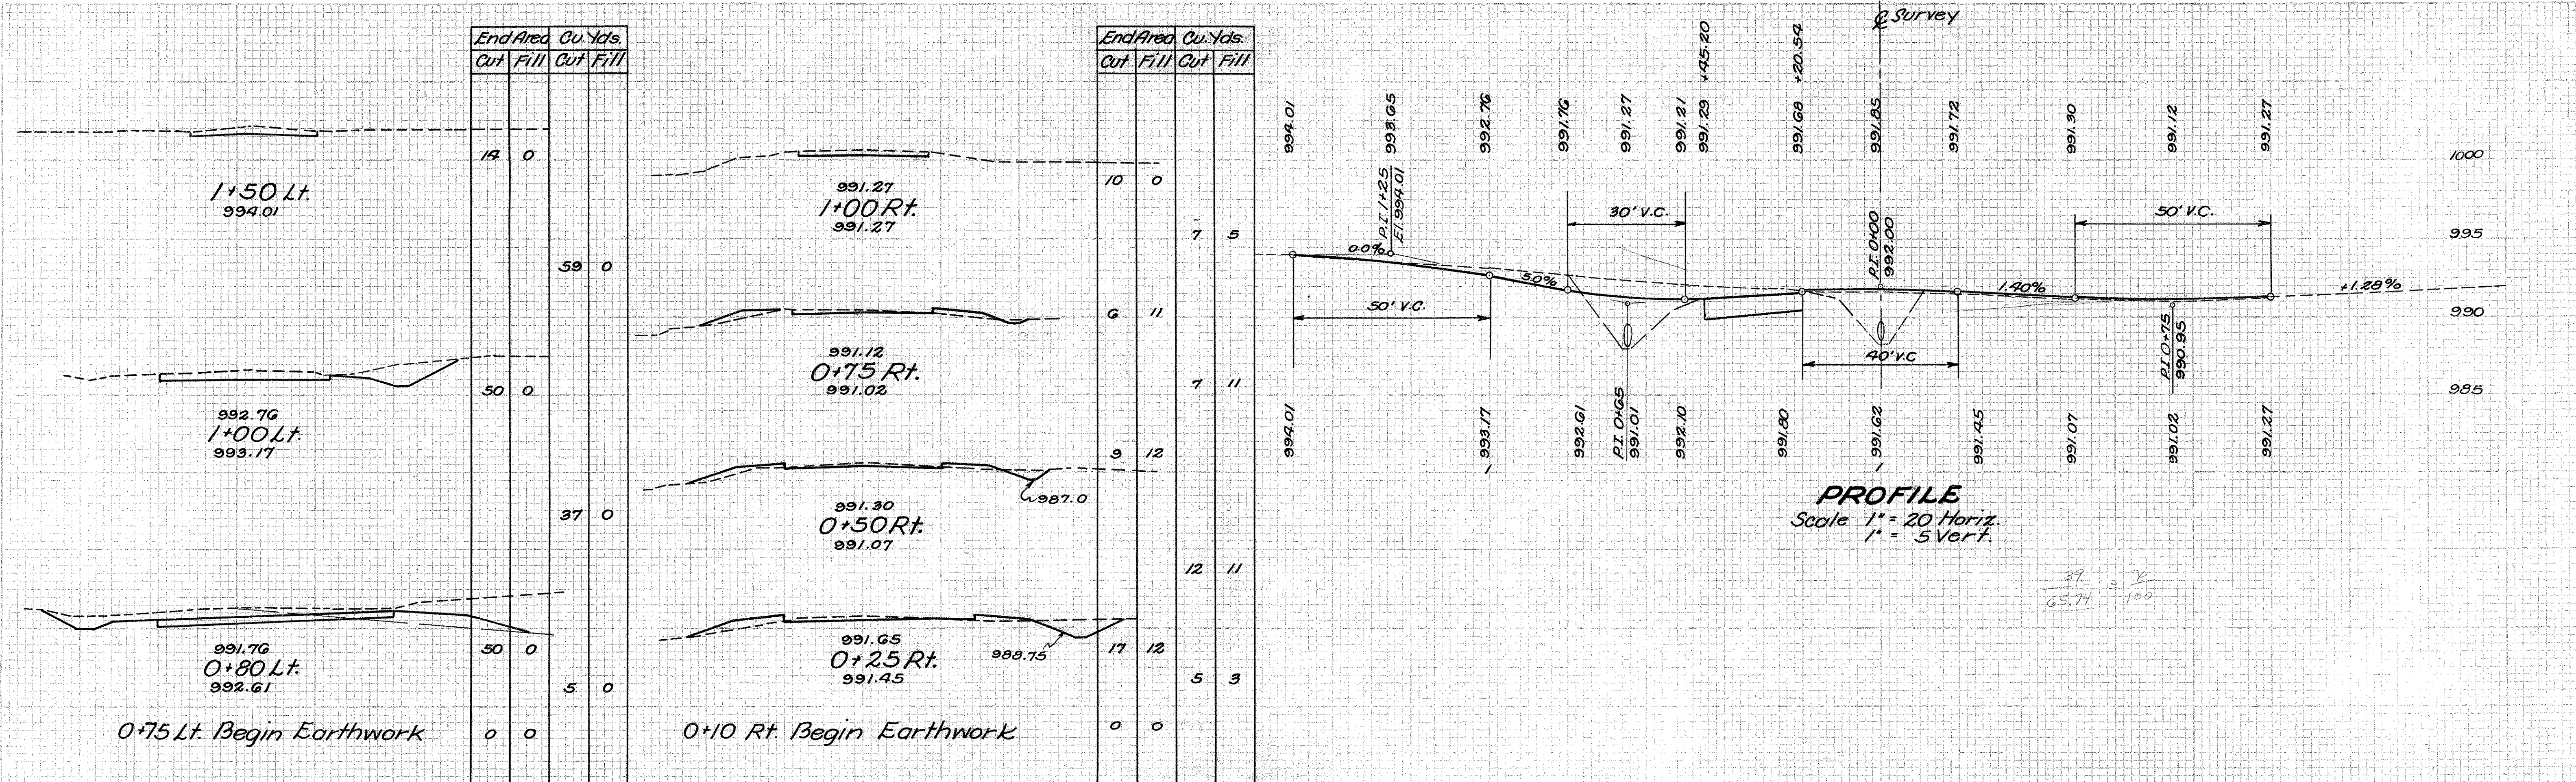 End Area Cu. Yds.
Cut Fill Cut Fill
14 0
1+50 Lt.
994.01
59 0
50 0
992.76
1+00 Lt.
993.17
37 0
991.76
0+80 Lt.
992.61
50 0
5 0
0+75 Lt. Begin Earthwork 0 0
End Area Cu. Yds.
Cut Fill Cut Fill
10 0
991.27
1+00 Rt.
991.27
7 5
6 11
991.12
0+75 Rt.
991.02
7 11
9 12
987.0
991.30
0+50 Rt.
991.07
12 11
991.65
0+25 Rt.
991.45
988.75
17 12
5 3
0+10 Rt. Begin Earthwork 0 0
℄ Survey
+45.20
+20.54
994.01
993.65
992.76
991.76
991.27
991.21
991.29
991.68
991.85
991.72
991.30
991.12
991.27
1000
995
990
985
P.I. 1+25
El. 994.01
0.0%
50' V.C.
5.0%
30' V.C.
P.I. 0+00
992.00
40' V.C
1.40%
50' V.C.
+1.28%
P.I. 0+75
990.95
994.01
993.17
992.61
P.I. 0+65
991.01
992.10
991.80
991.62
991.45
991.07
991.02
991.27
PROFILE
Scale 1" = 20 Horiz.
1" = 5 Vert.
39.
65.74
=
100